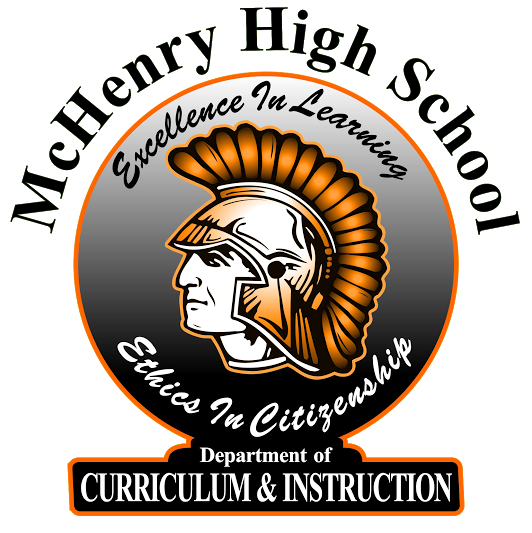 McHenry High School
Excellence In Learning
Ethics In Citizenship
Department of
CURRICULUM & INSTRUCTION